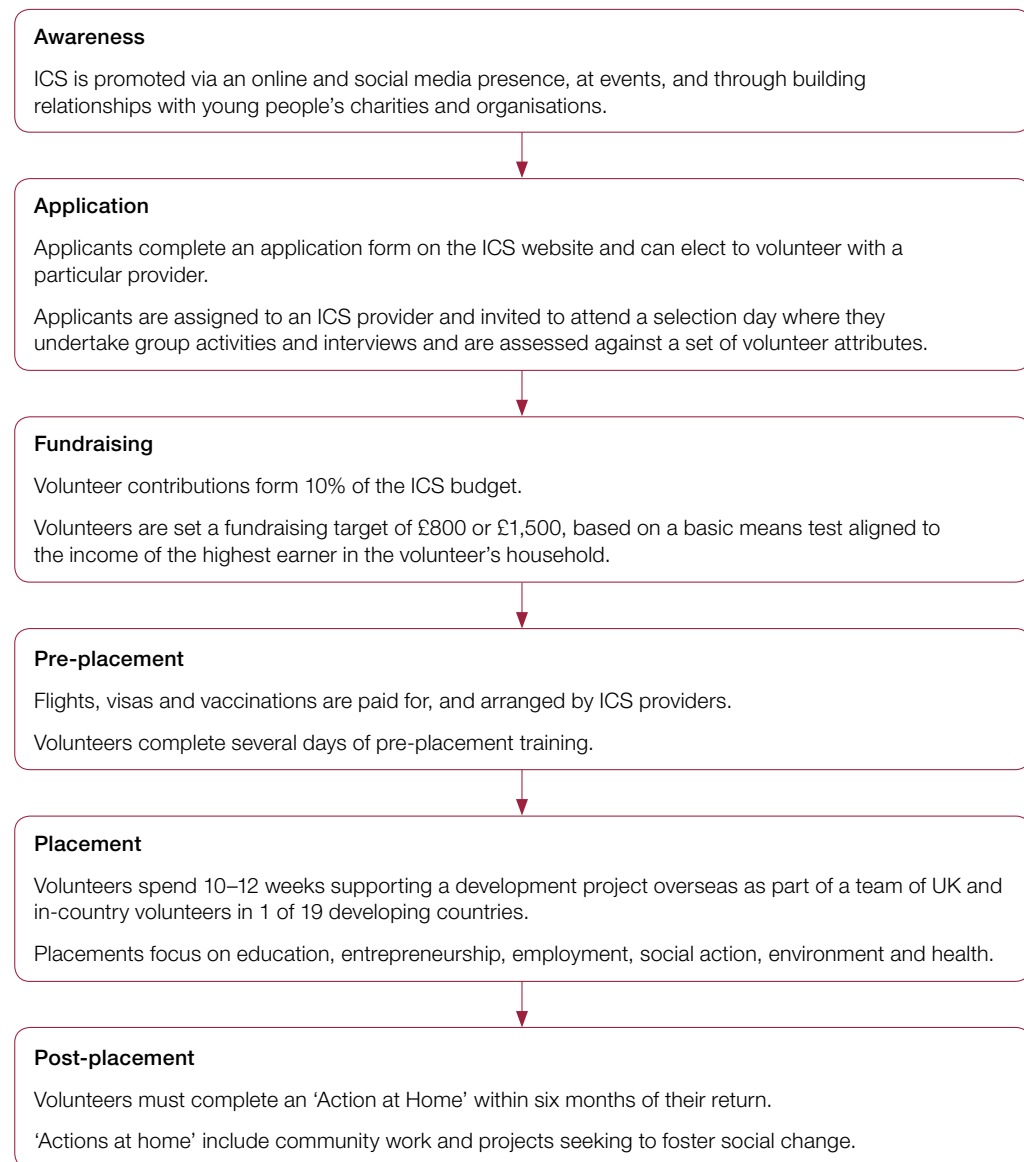 Awareness
ICS is promoted via an online and social media presence, at events, and through building
relationships with young people’s charities and organisations.
Application
Applicants complete an application form on the ICS website and can elect to volunteer with a
particular provider.
Applicants are assigned to an ICS provider and invited to attend a selection day where they
undertake group activities and interviews and are assessed against a set of volunteer attributes.
Fundraising
Volunteer contributions form 10% of the ICS budget.
Volunteers are set a fundraising target of £800 or £1,500, based on a basic means test aligned to
the income of the highest earner in the volunteer’s household.
Pre-placement
Flights, visas and vaccinations are paid for, and arranged by ICS providers.
Volunteers complete several days of pre-placement training.
Placement
Volunteers spend 10–12 weeks supporting a development project overseas as part of a team of UK and
in-country volunteers in 1 of 19 developing countries.
Placements focus on education, entrepreneurship, employment, social action, environment and health.
Post-placement
Volunteers must complete an ‘Action at Home’ within six months of their return.
‘Actions at home’ include community work and projects seeking to foster social change.